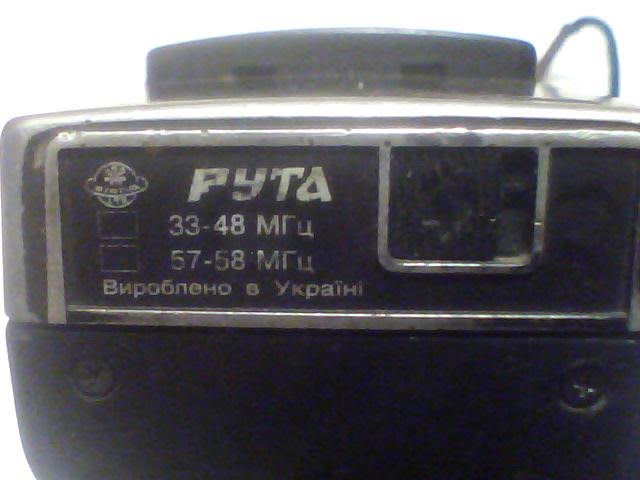 РУТА
33-48 МГц
57-58 МГц
Вироблено в Україні